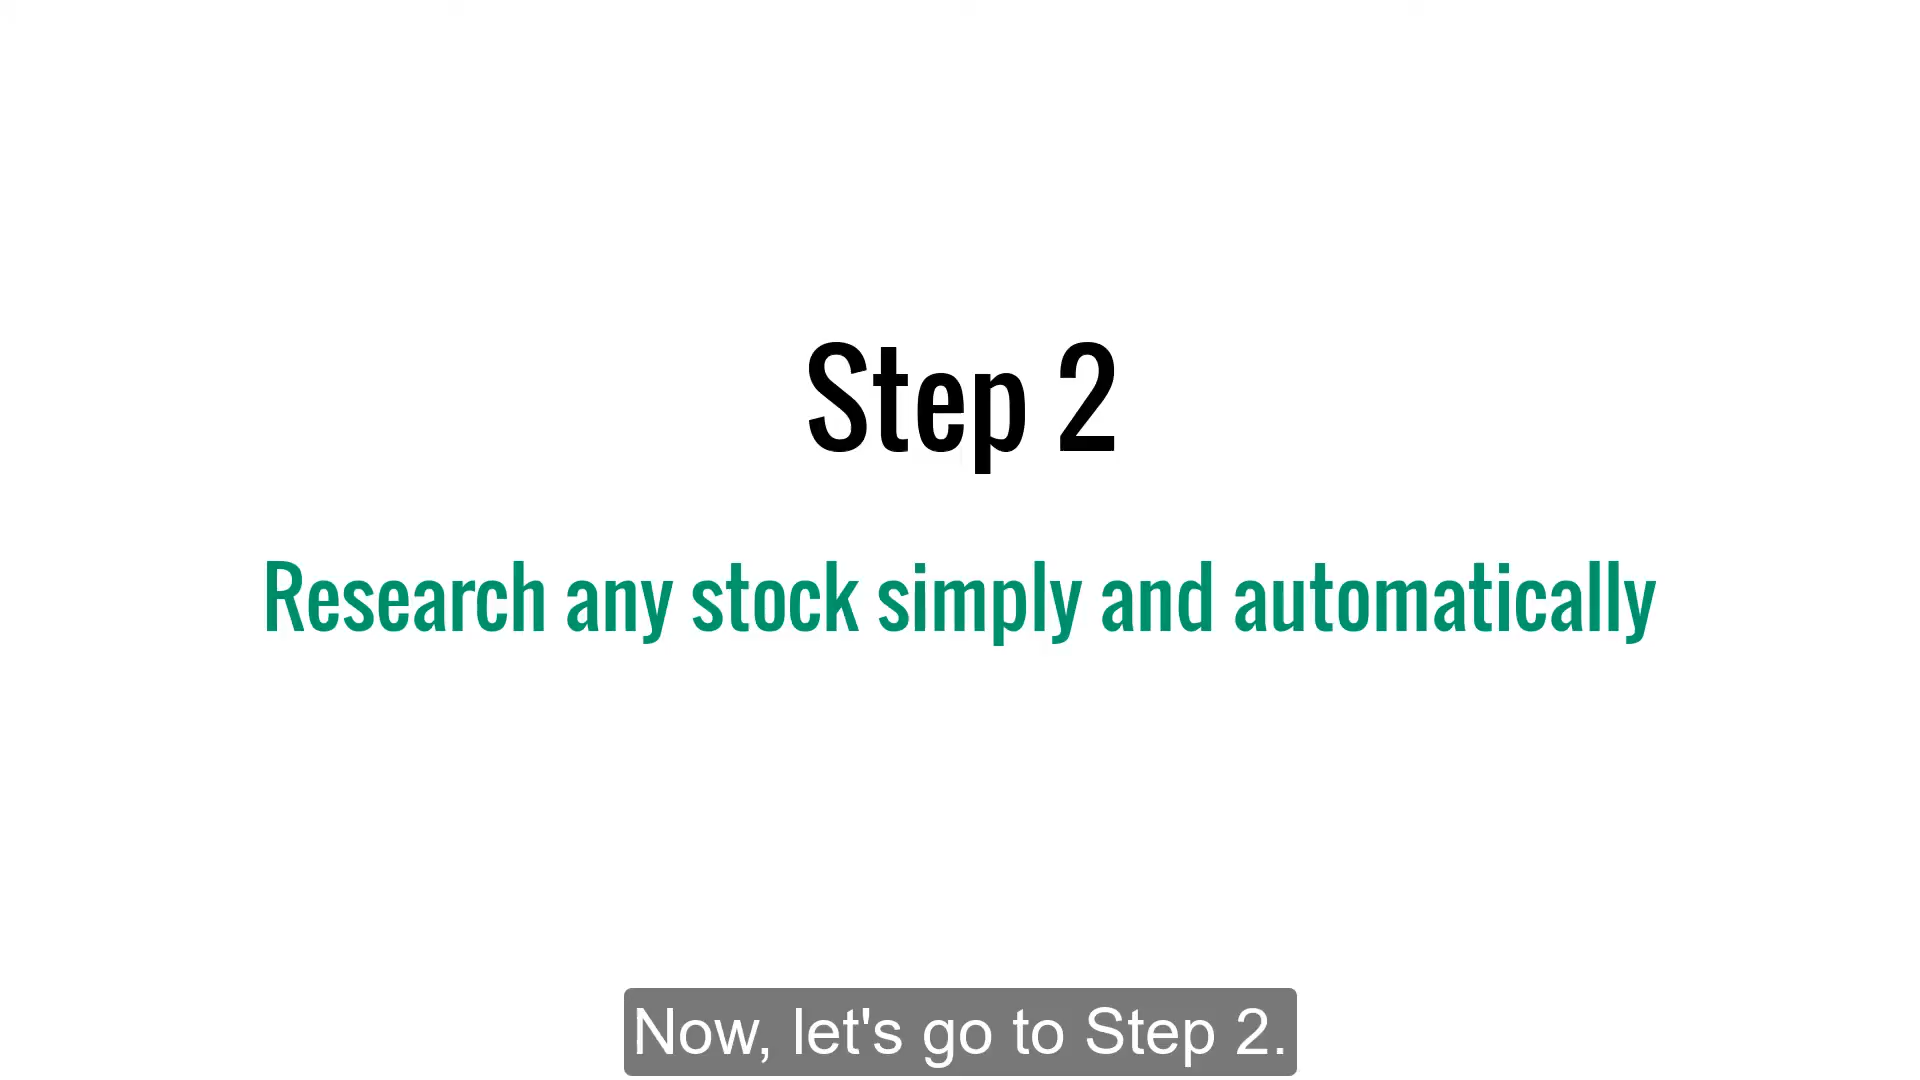 Step 2
Research any stock simply and automatically
Now, let's go to Step 2.